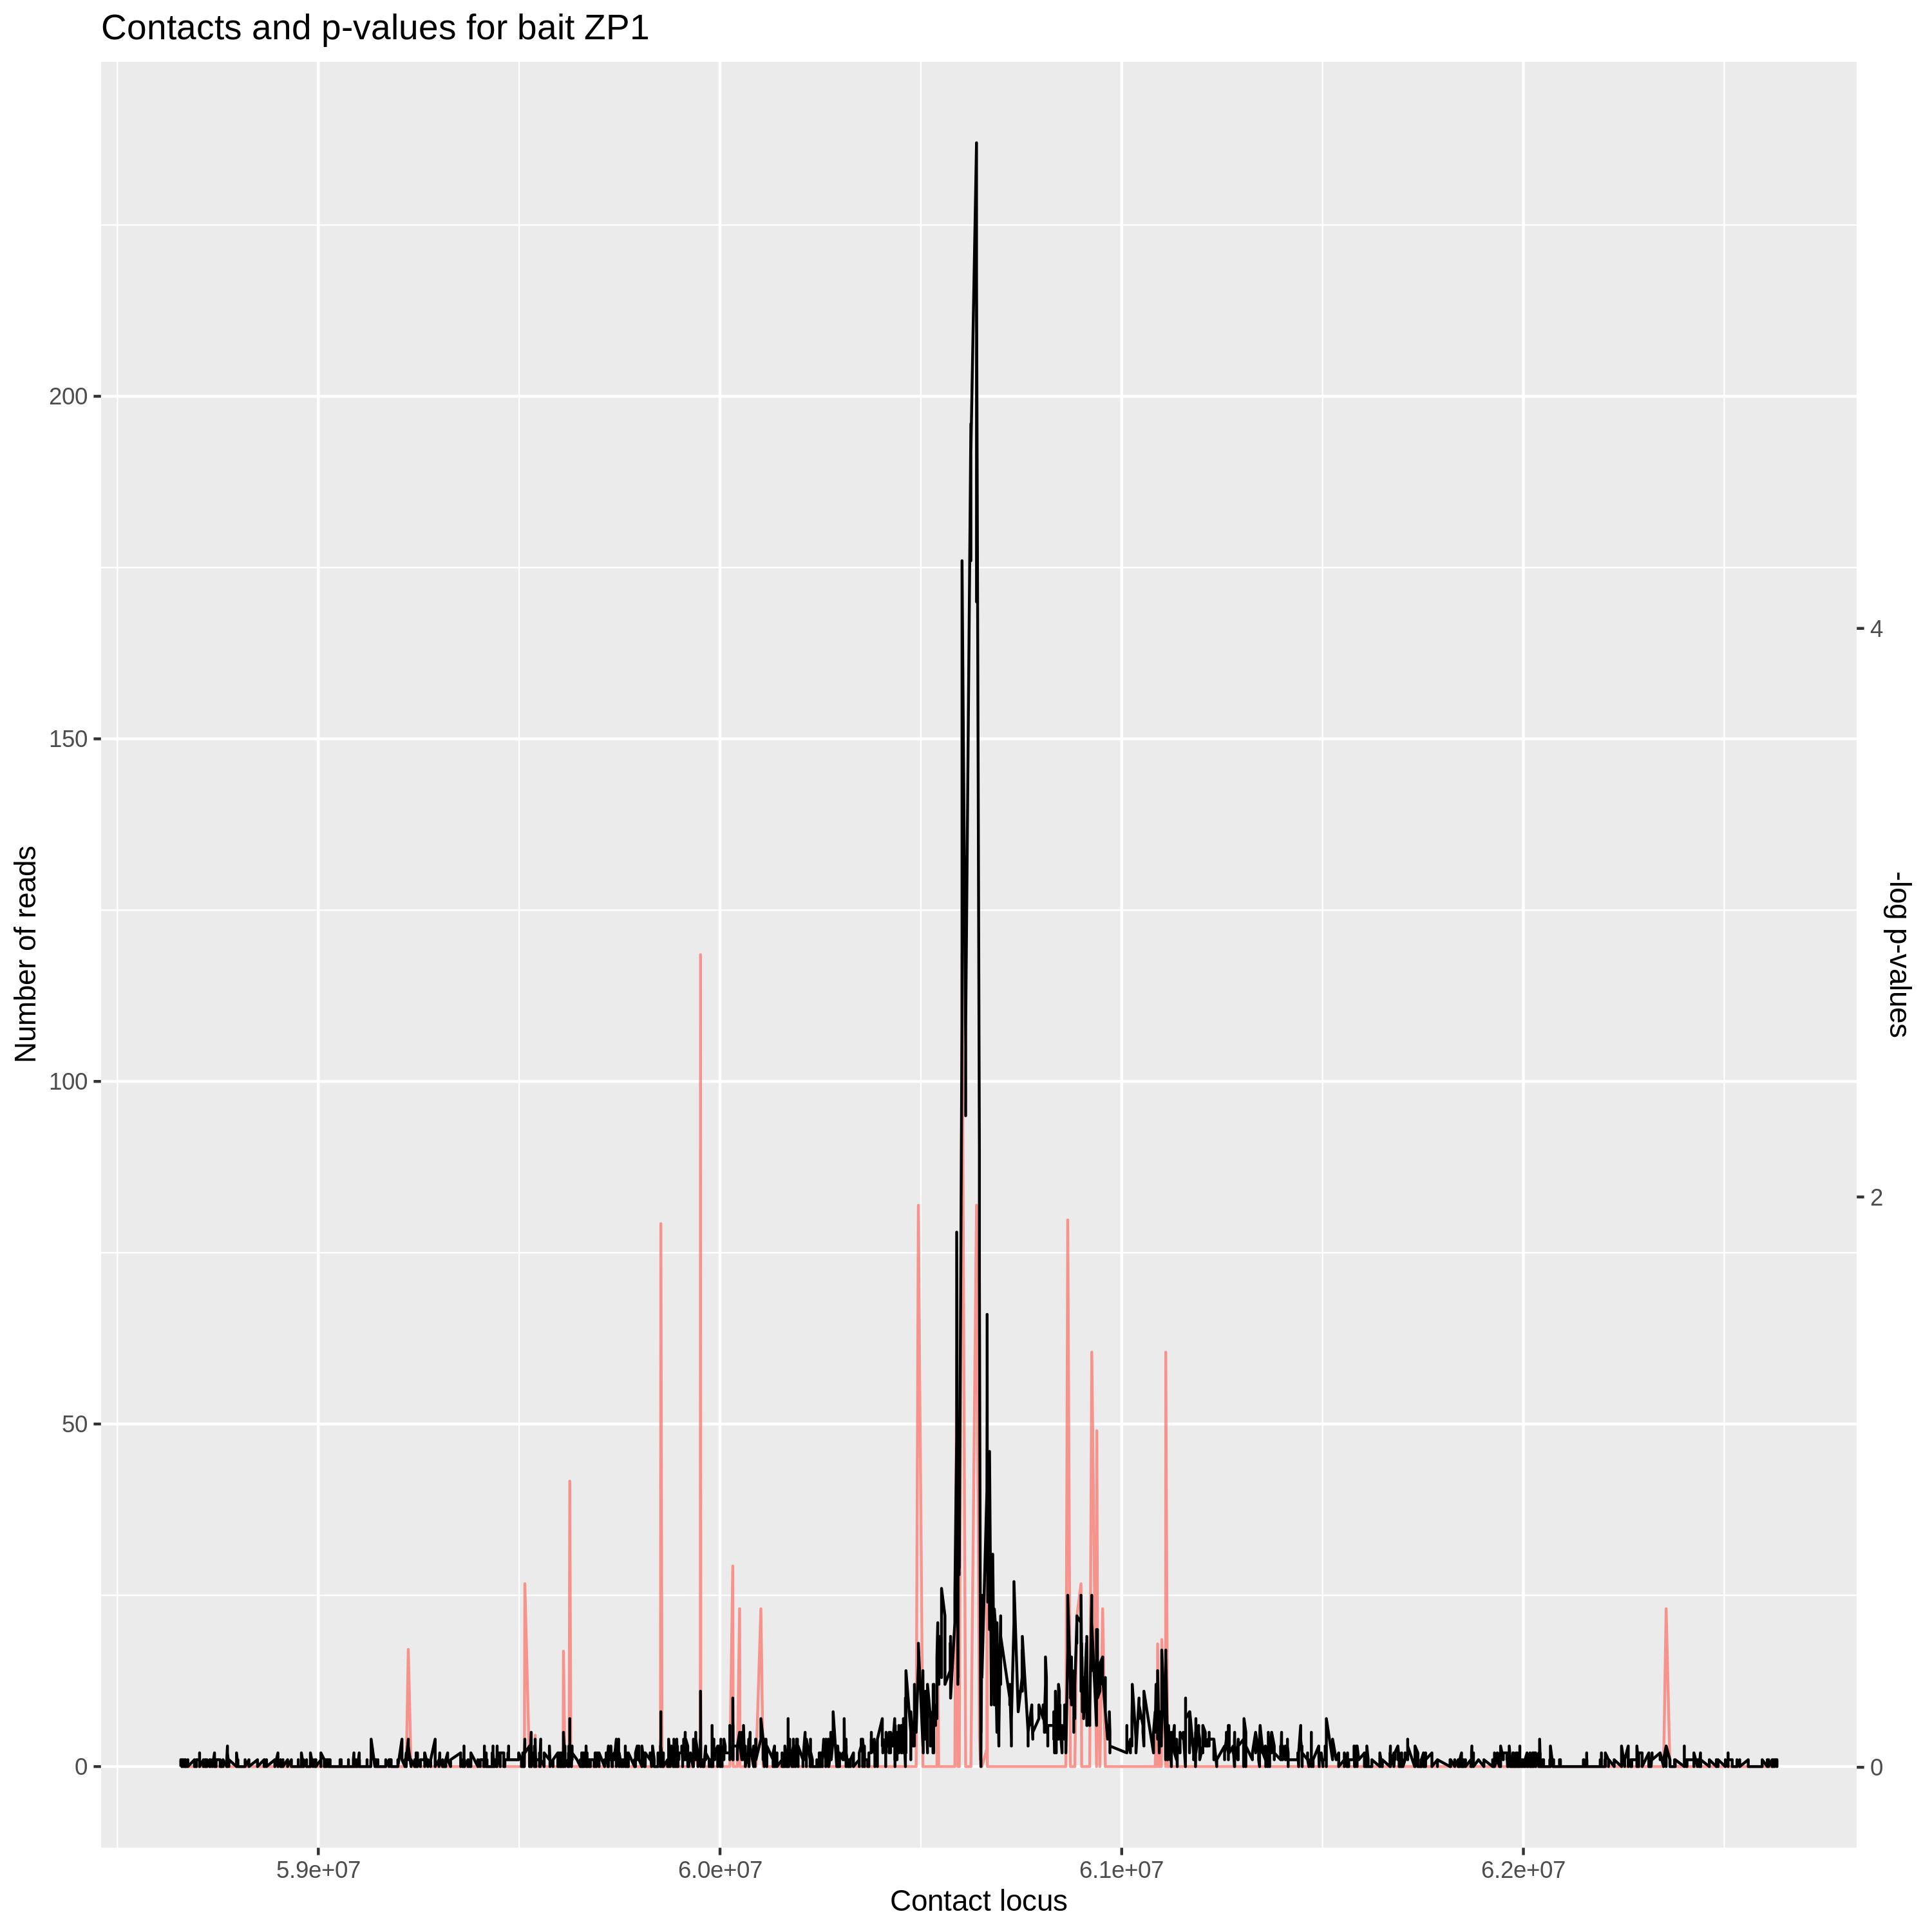 Contacts and p-values for bait ZP1
Number of reads
200
150
100
50
0
4
2
0
-log p-values
5.9e+07
6.0e+07
6.1e+07
6.2e+07
Contact locus